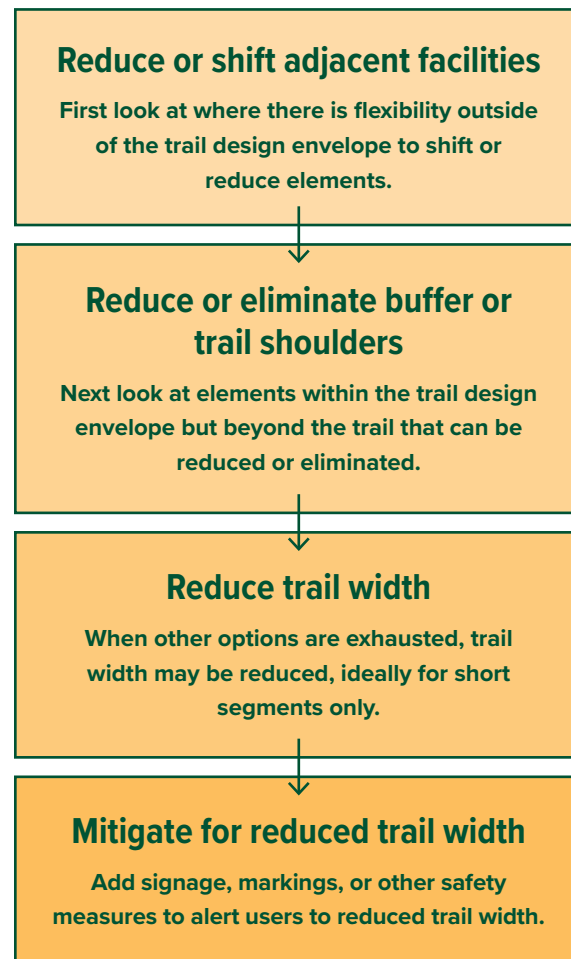 Reduce or shift adjacent facilities
First look at where there is flexibility outside
of the trail design envelope to shift or
reduce elements.
Reduce or eliminate buffer or
trail shoulders
Next look at elements within the trail design
envelope but beyond the trail that can be
reduced or eliminated.
Reduce trail width
When other options are exhausted, trail
width may be reduced, ideally for short
segments only.
Mitigate for reduced trail width
Add signage, markings, or other safety
measures to alert users to reduced trail width.